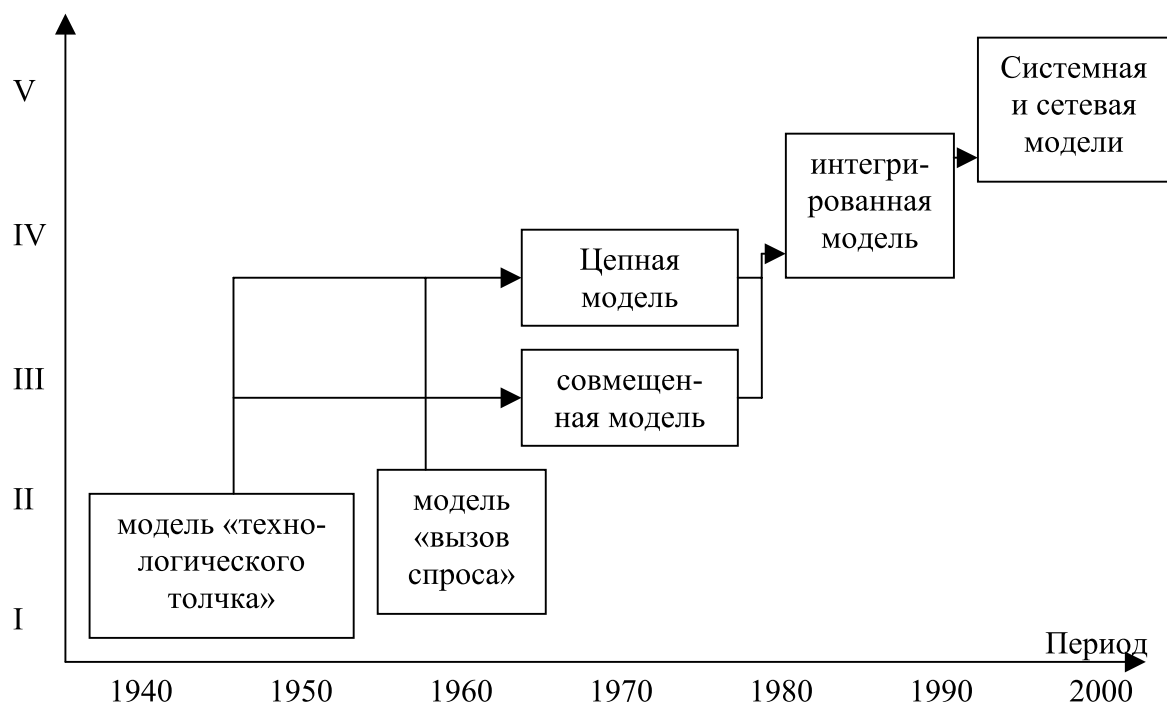 V
Системная
и сетевая
модели
интегри-
рованная
модель
IV
Цепная
модель
III
совмещен-
ная модель
II
модель «техно-
логического
толчка»
модель
«вызов
спроса»
I
Период
1940 1950 1960 1970 1980 1990 2000